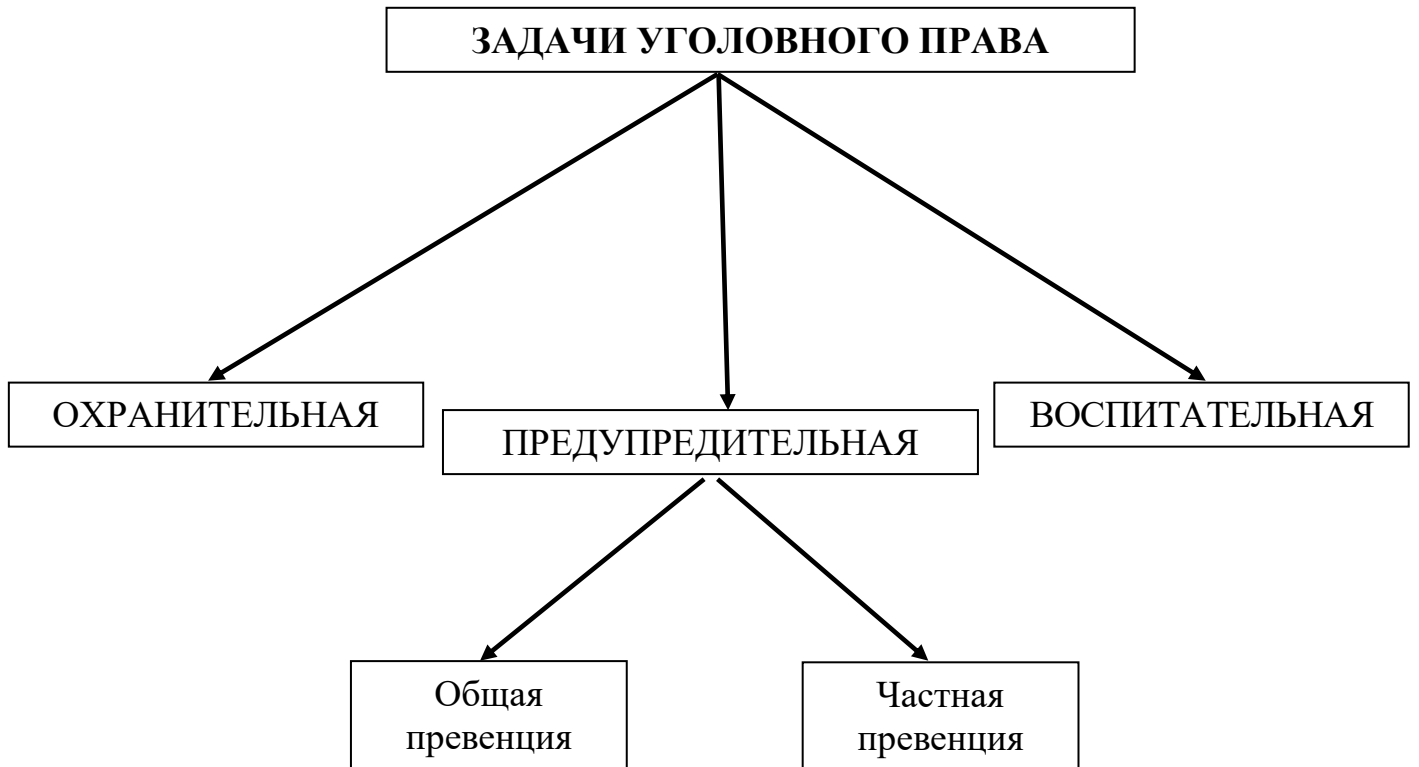 ЗАДАЧИ УГОЛОВНОГО ПРАВА
ОХРАНИТЕЛЬНАЯ
ПРЕДУПРЕДИТЕЛЬНАЯ
ВОСПИТАТЕЛЬНАЯ
Общая
превенция
Частная
превенция